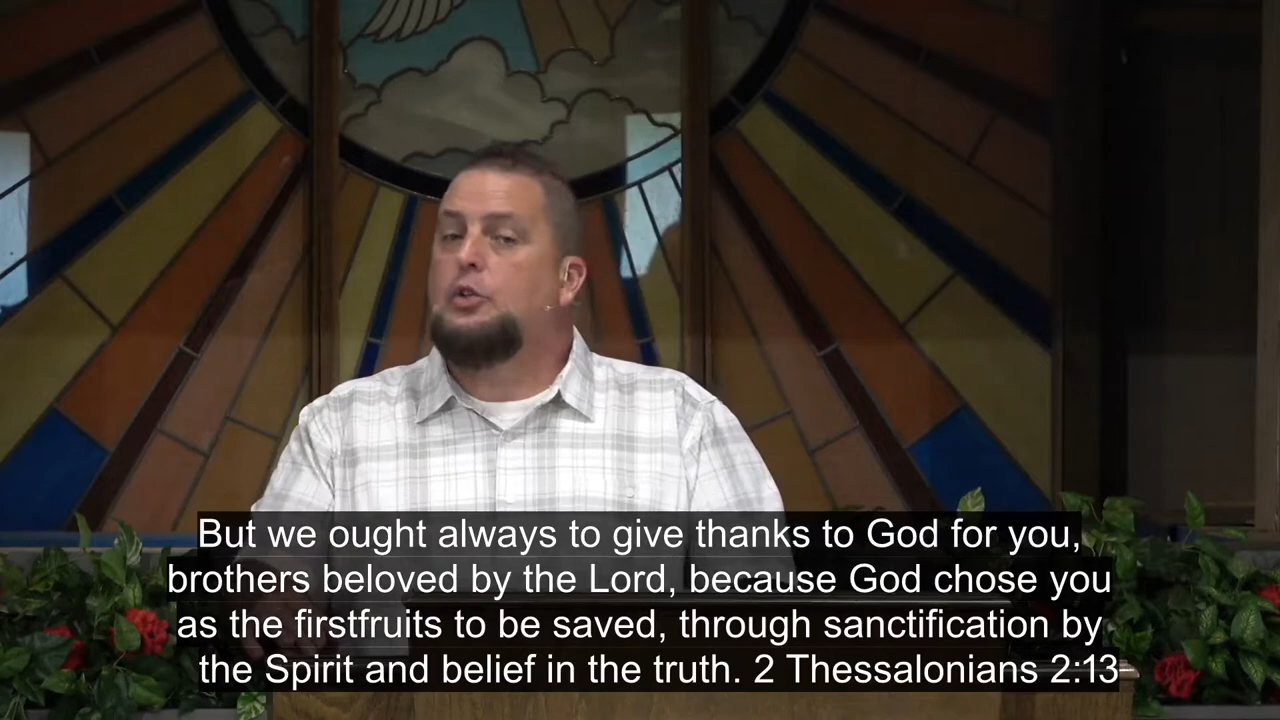 But we ought always to give thanks to God for you,
brothers beloved by the Lord, because God chose you
as the firstfruits to be saved, through sanctification by
the Spirit and belief in the truth. 2 Thessalonians 2:13